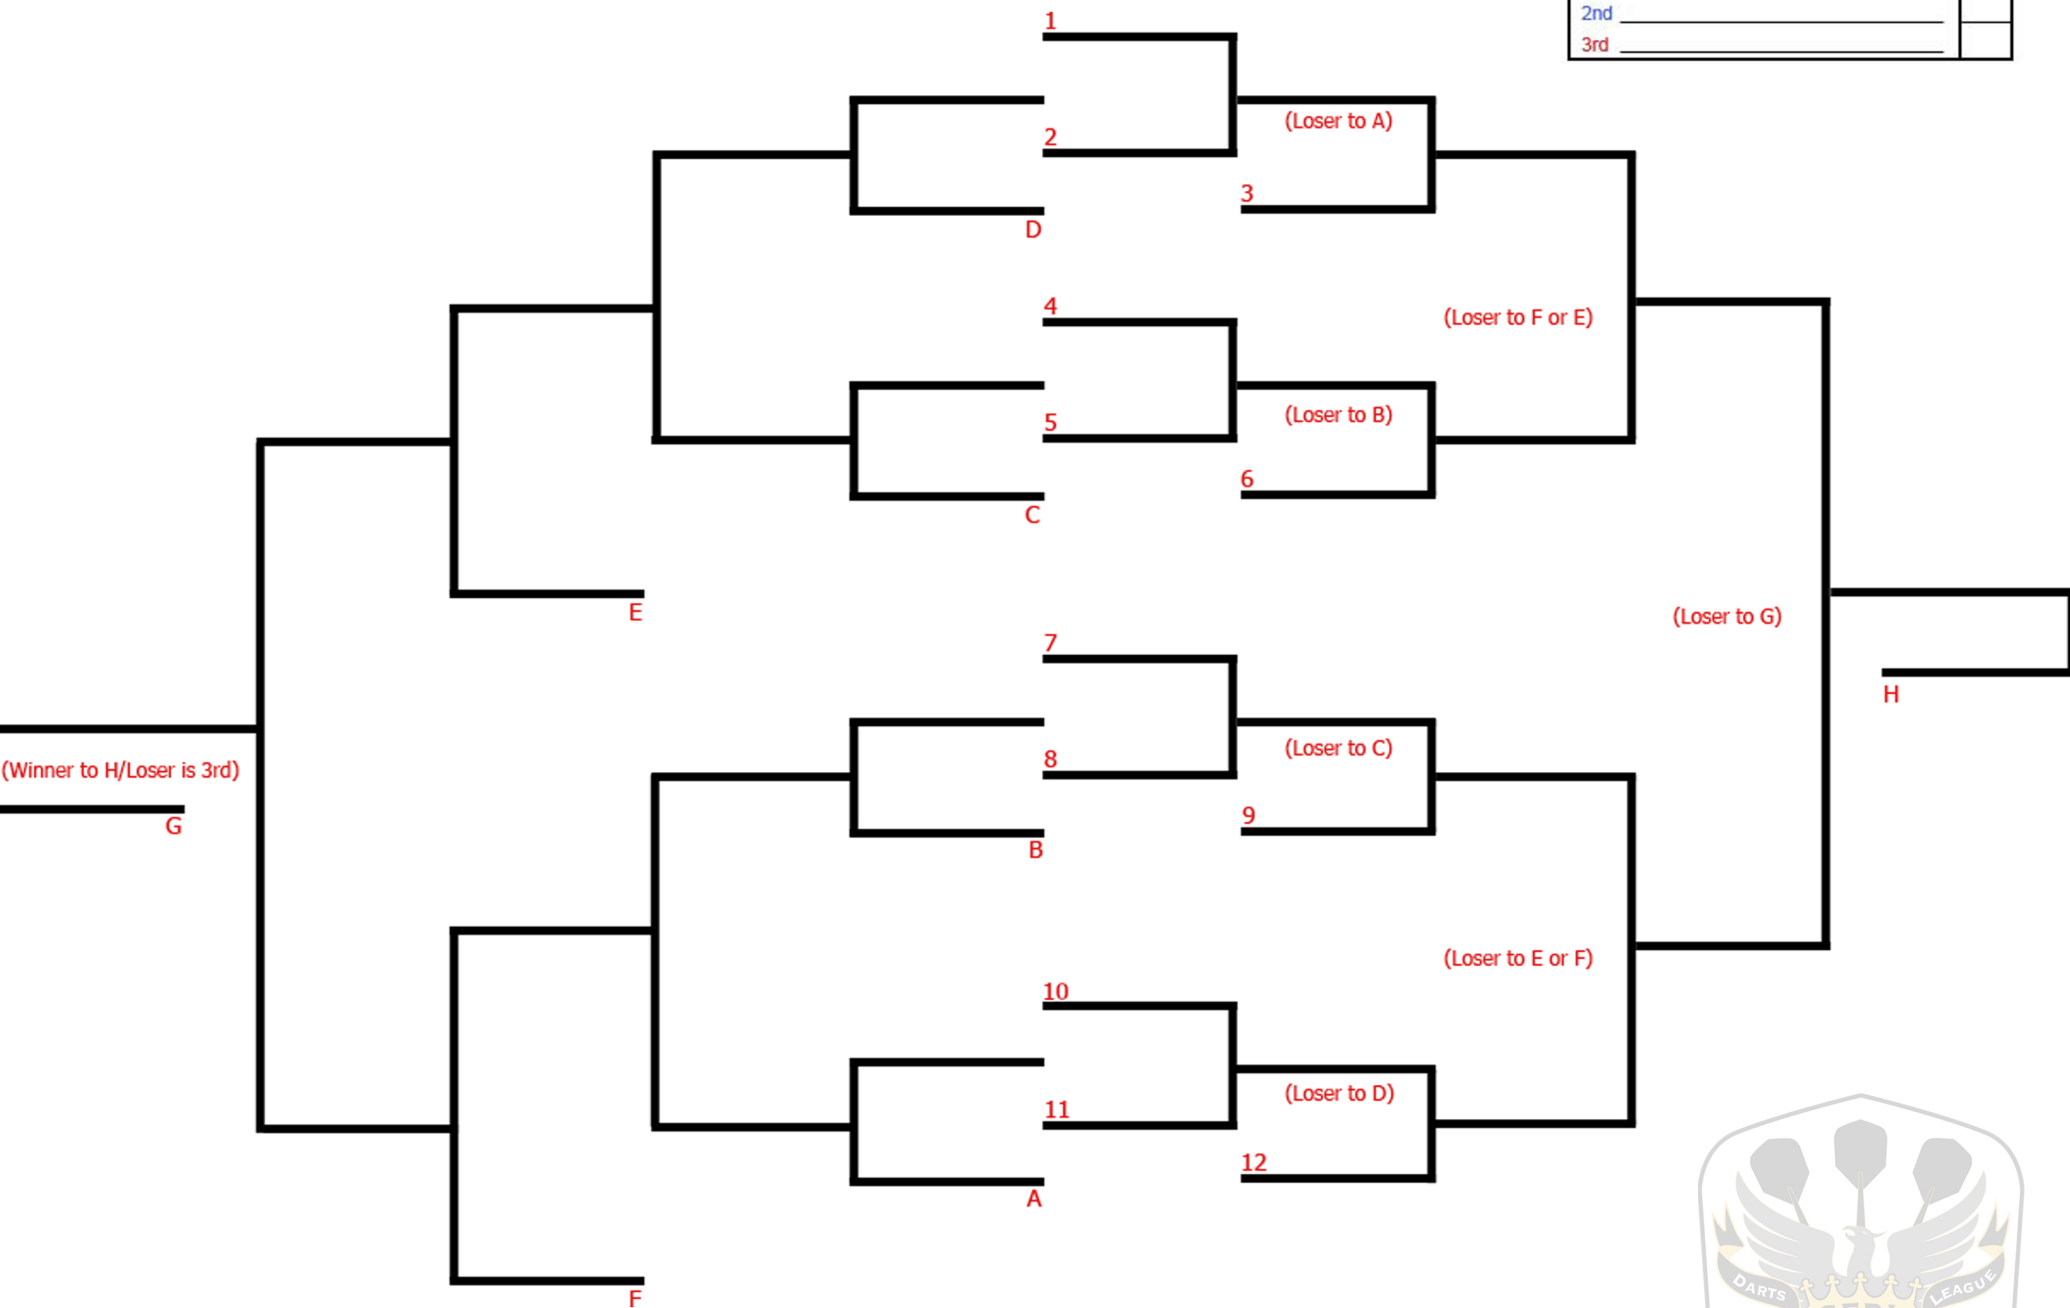 2nd
3rd
1
(Loser to A)
2
3
D
4
(Loser to F or E)
(Loser to B)
5
6
C
E
(Loser to G)
7
H
(Loser to C)
8
(Winner to H/Loser is 3rd)
9
G
B
(Loser to E or F)
10
(Loser to D)
11
12
A
DARTS
LEAGUE
F